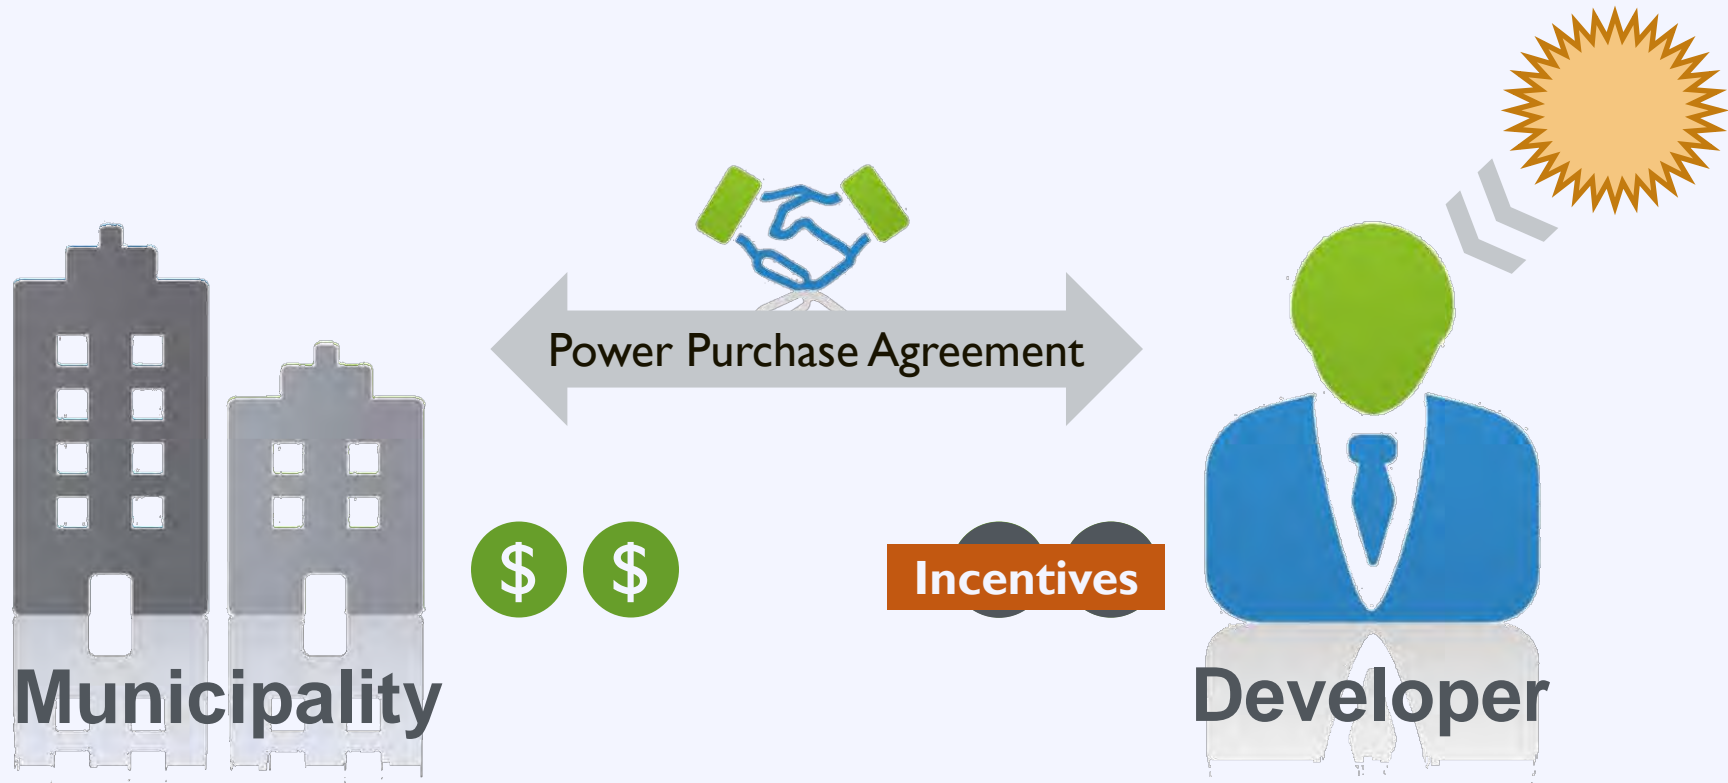 Power Purchase Agreement
$ $
Incentives
Municipality
Developer